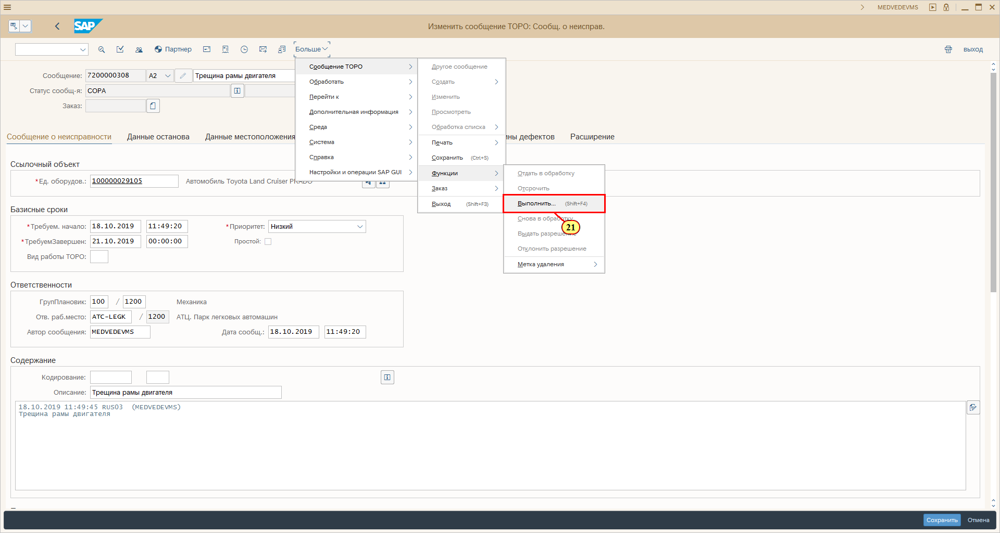 MEDVEDEVMS
SAP
Изменить сообщение ТОРО: Сообщ. о неисправ.
Партнер
Больше
выход
Сообщение: 7200000308 A2 Трещина рамы двигателя
Статус сообщ-я: СОРА
Заказ:
Сообщение ТОРО
Обработать
Перейти к
Дополнительная информация
Среда
Система
Справка
Настройки и операции SAP GUI
Другое сообщение
Создать
Изменить
Просмотреть
Обработка списка
Печать
Сохранить (Ctrl+S)
Функции
Заказ
Выход (Shift+F3)
Отдать в обработку
Отсрочить
Выполнить... (Shift+F4)
Снова в обработку
21
Выдать разрешение
Отклонить разрешение
Метка удаления
Сообщение о неисправности Данные останова Данные местоположения ны дефектов Расширение
Ссылочный объект
*Ед. оборудов.: 100000029105 Автомобиль Toyota Land Cruiser PRADO
Базисные сроки
*Требуем. начало: 18.10.2019 11:49:20 *Приоритет: Низкий
*ТребуемЗавершен: 21.10.2019 00:00:00 Простой:
Вид работы ТОРО:
Ответственности
ГрупПлановик: 100 / 1200 Механика
Отв. раб.место: ATC-LEGK / 1200 АТЦ. Парк легковых автомашин
Автор сообщения: MEDVEDEVMS Дата сообщ.: 18.10.2019 11:49:20
Содержание
Кодирование:
Описание: Трещина рамы двигателя
18.10.2019 11:49:45 RUS03 (MEDVEDEVMS)
Трещина рамы двигателя
Сохранить Отмена